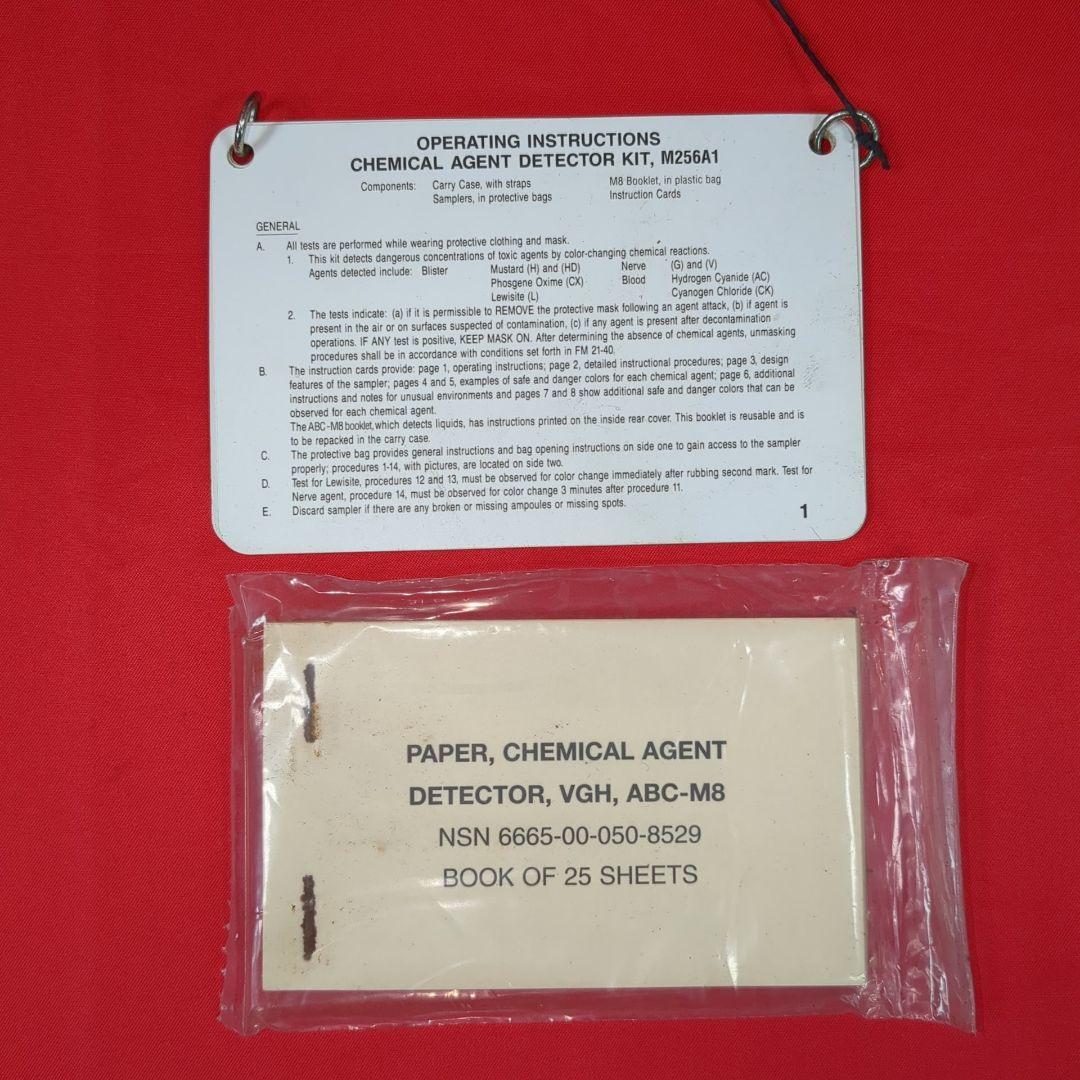 OPERATING INSTRUCTIONS
CHEMICAL AGENT DETECTOR KIT, M256A1
Components: Carry Case, with straps M8 Booklet, in plastic bag
Samplers, in protective bags Instruction Cards
GENERAL
A. All tests are performed while wearing protective clothing and mask.
1. This kit detects dangerous concentrations of toxic agents by color-changing chemical reactions.
Agents detected include: Blister Mustard (H) and (HD) Nerve (G) and (V)
Phosgene Oxime (CX) Blood Hydrogen Cyanide (AC)
Lewisite (L) Cyanogen Chloride (CK)
2. The tests indicate: (a) if it is permissible to REMOVE the protective mask following an agent attack, (b) if agent is
present in the air or on surfaces suspected of contamination, (c) if any agent is present after decontamination
operations. IF ANY test is positive, KEEP MASK ON. After determining the absence of chemical agents, unmasking
procedures shall be in accordance with conditions set forth in FM 21-40.
B. The instruction cards provide: page 1, operating instructions; page 2, detailed instructional procedures; page 3, design
features of the sampler; pages 4 and 5, examples of safe and danger colors for each chemical agent; page 6, additional
instructions and notes for unusual environments and pages 7 and 8 show additional safe and danger colors that can be
observed for each chemical agent.
The ABC-M8 booklet, which detects liquids, has instructions printed on the inside rear cover. This booklet is reusable and is
to be repacked in the carry case.
C. The protective bag provides general instructions and bag opening instructions on side one to gain access to the sampler
properly; procedures 1-14, with pictures, are located on side two.
D. Test for Lewisite, procedures 12 and 13, must be observed for color change immediately after rubbing second mark. Test for
Nerve agent, procedure 14, must be observed for color change 3 minutes after procedure 11.
E. Discard sampler if there are any broken or missing ampoules or missing spots.
1
PAPER, CHEMICAL AGENT
DETECTOR, VGH, ABC-M8
NSN 6665-00-050-8529
BOOK OF 25 SHEETS